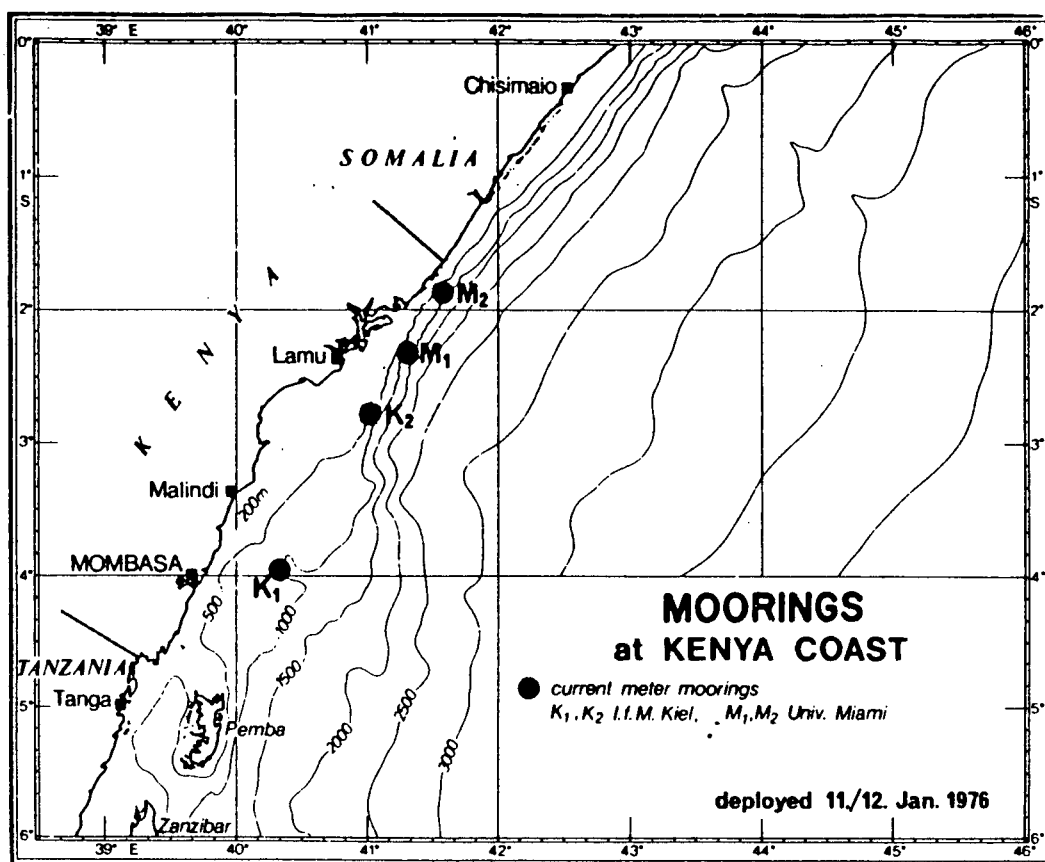 39° E 40° 41° 42° 43° 44° 45° 46°
0° 0°
Chisimaio
SOMALIA
1° 1°
S S
KENYA
M2
2° 2°
Lamu
M1
K2
3° 3°
Malindi
200m
MOMBASA
4° 4°
K1
500
1000
MOORINGS
at KENYA COAST
TANZANIA
1500
current meter moorings
Tanga
K1, K2 I.f.M. Kiel, M1, M2 Univ. Miami
5° 5°
Pemba
2000
2500
3000
deployed 11./12. Jan. 1976
Zanzibar
6° 6°
39° E 40° 41° 42° 43° 44° 45° 46°